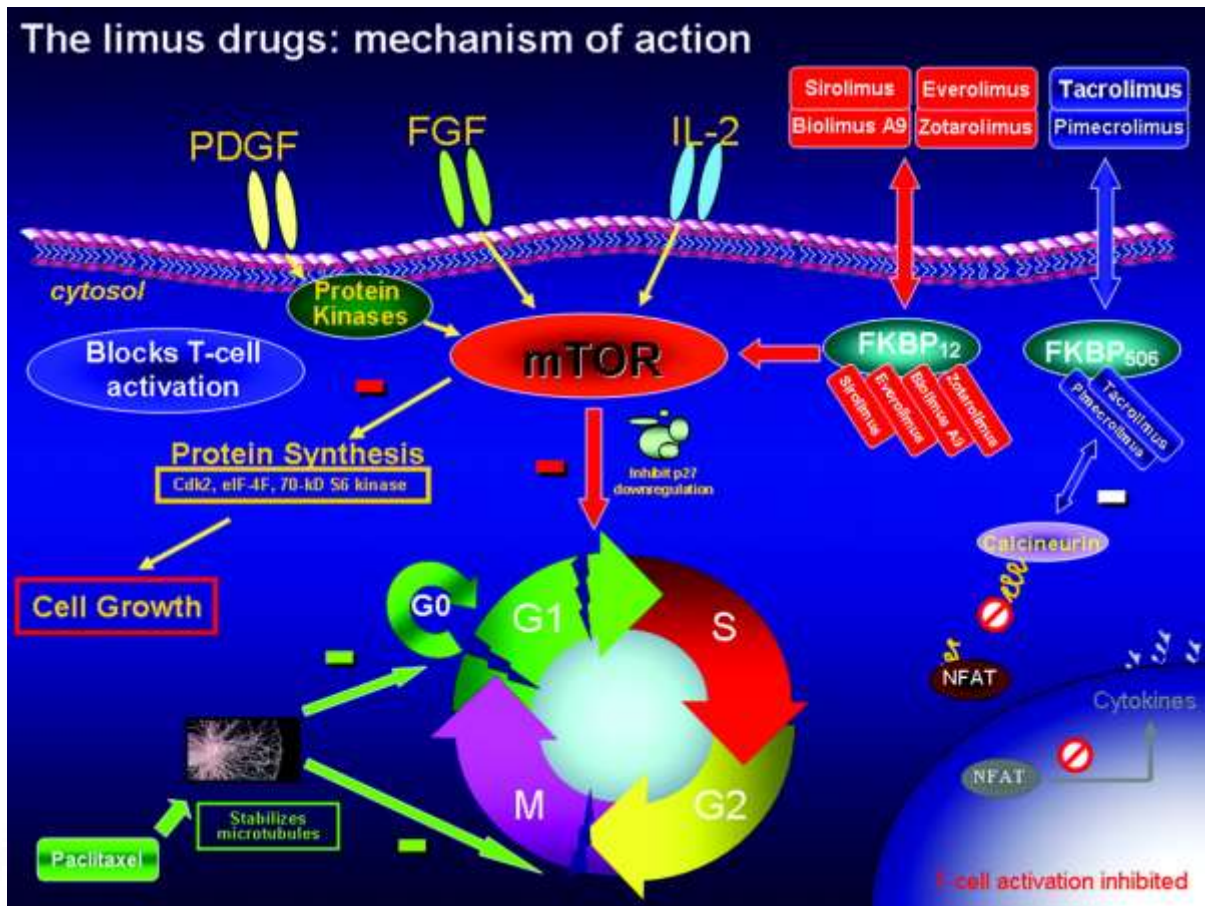 The limus drugs: mechanism of action
Sirolimus
Everolimus
Tacrolimus
Biolimus A9
Zotarolimus
Pimecrolimus
PDGF
FGF
IL-2
cytosol
Protein
Kinases
Blocks T-cell
activation
mTOR
FKBP12
FKBP506
Sirolimus
Everolimus
Biolimus A9
Zotarolimus
Tacrolimus
Pimecrolimus
Protein Synthesis
Cdk2, eIF-4F, 70-kD S6 kinase
Inhibit p27
downregulation
Calcineurin
Cell Growth
G0
G1
S
G2
M
NFAT
Cytokines
NFAT
Stabilizes
microtubules
Paclitaxel
T-cell activation inhibited